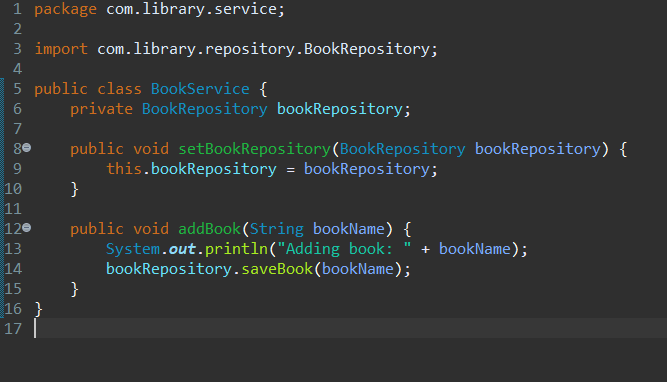 1 package com.library.service;
2
3 import com.library.repository.BookRepository;
4
5 public class BookService {
6     private BookRepository bookRepository;
7
8     public void setBookRepository(BookRepository bookRepository) {
9         this.bookRepository = bookRepository;
10     }
11
12     public void addBook(String bookName) {
13         System.out.println("Adding book: " + bookName);
14         bookRepository.saveBook(bookName);
15     }
16 }
17